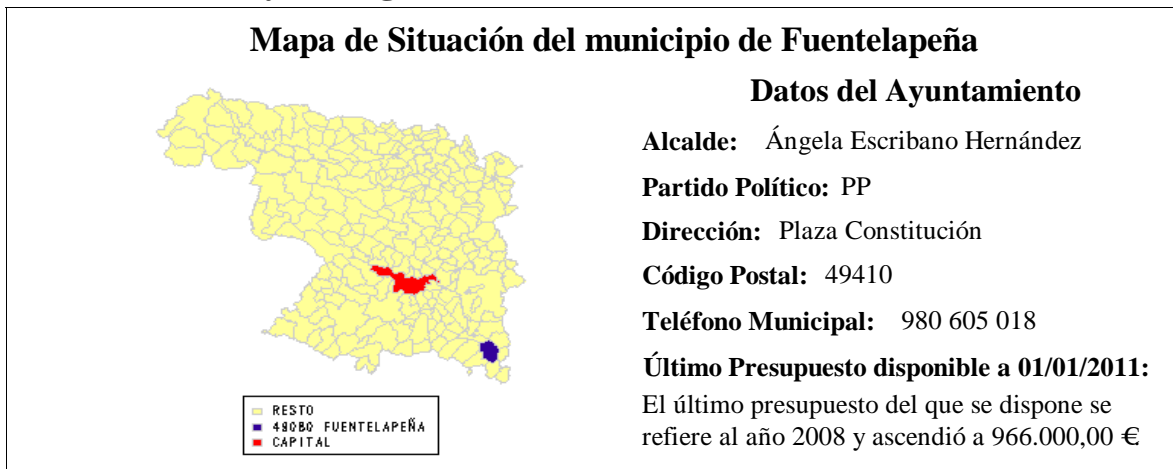 Mapa de Situación del municipio de Fuentelapeña
Datos del Ayuntamiento
Alcalde: Ángela Escribano Hernández
Partido Político: PP
Dirección: Plaza Constitución
Código Postal: 49410
Teléfono Municipal: 980 605 018
Último Presupuesto disponible a 01/01/2011:
El último presupuesto del que se dispone se
refiere al año 2008 y ascendió a 966.000,00 €
RESTO
49080 FUENTELAPEÑA
CAPITAL